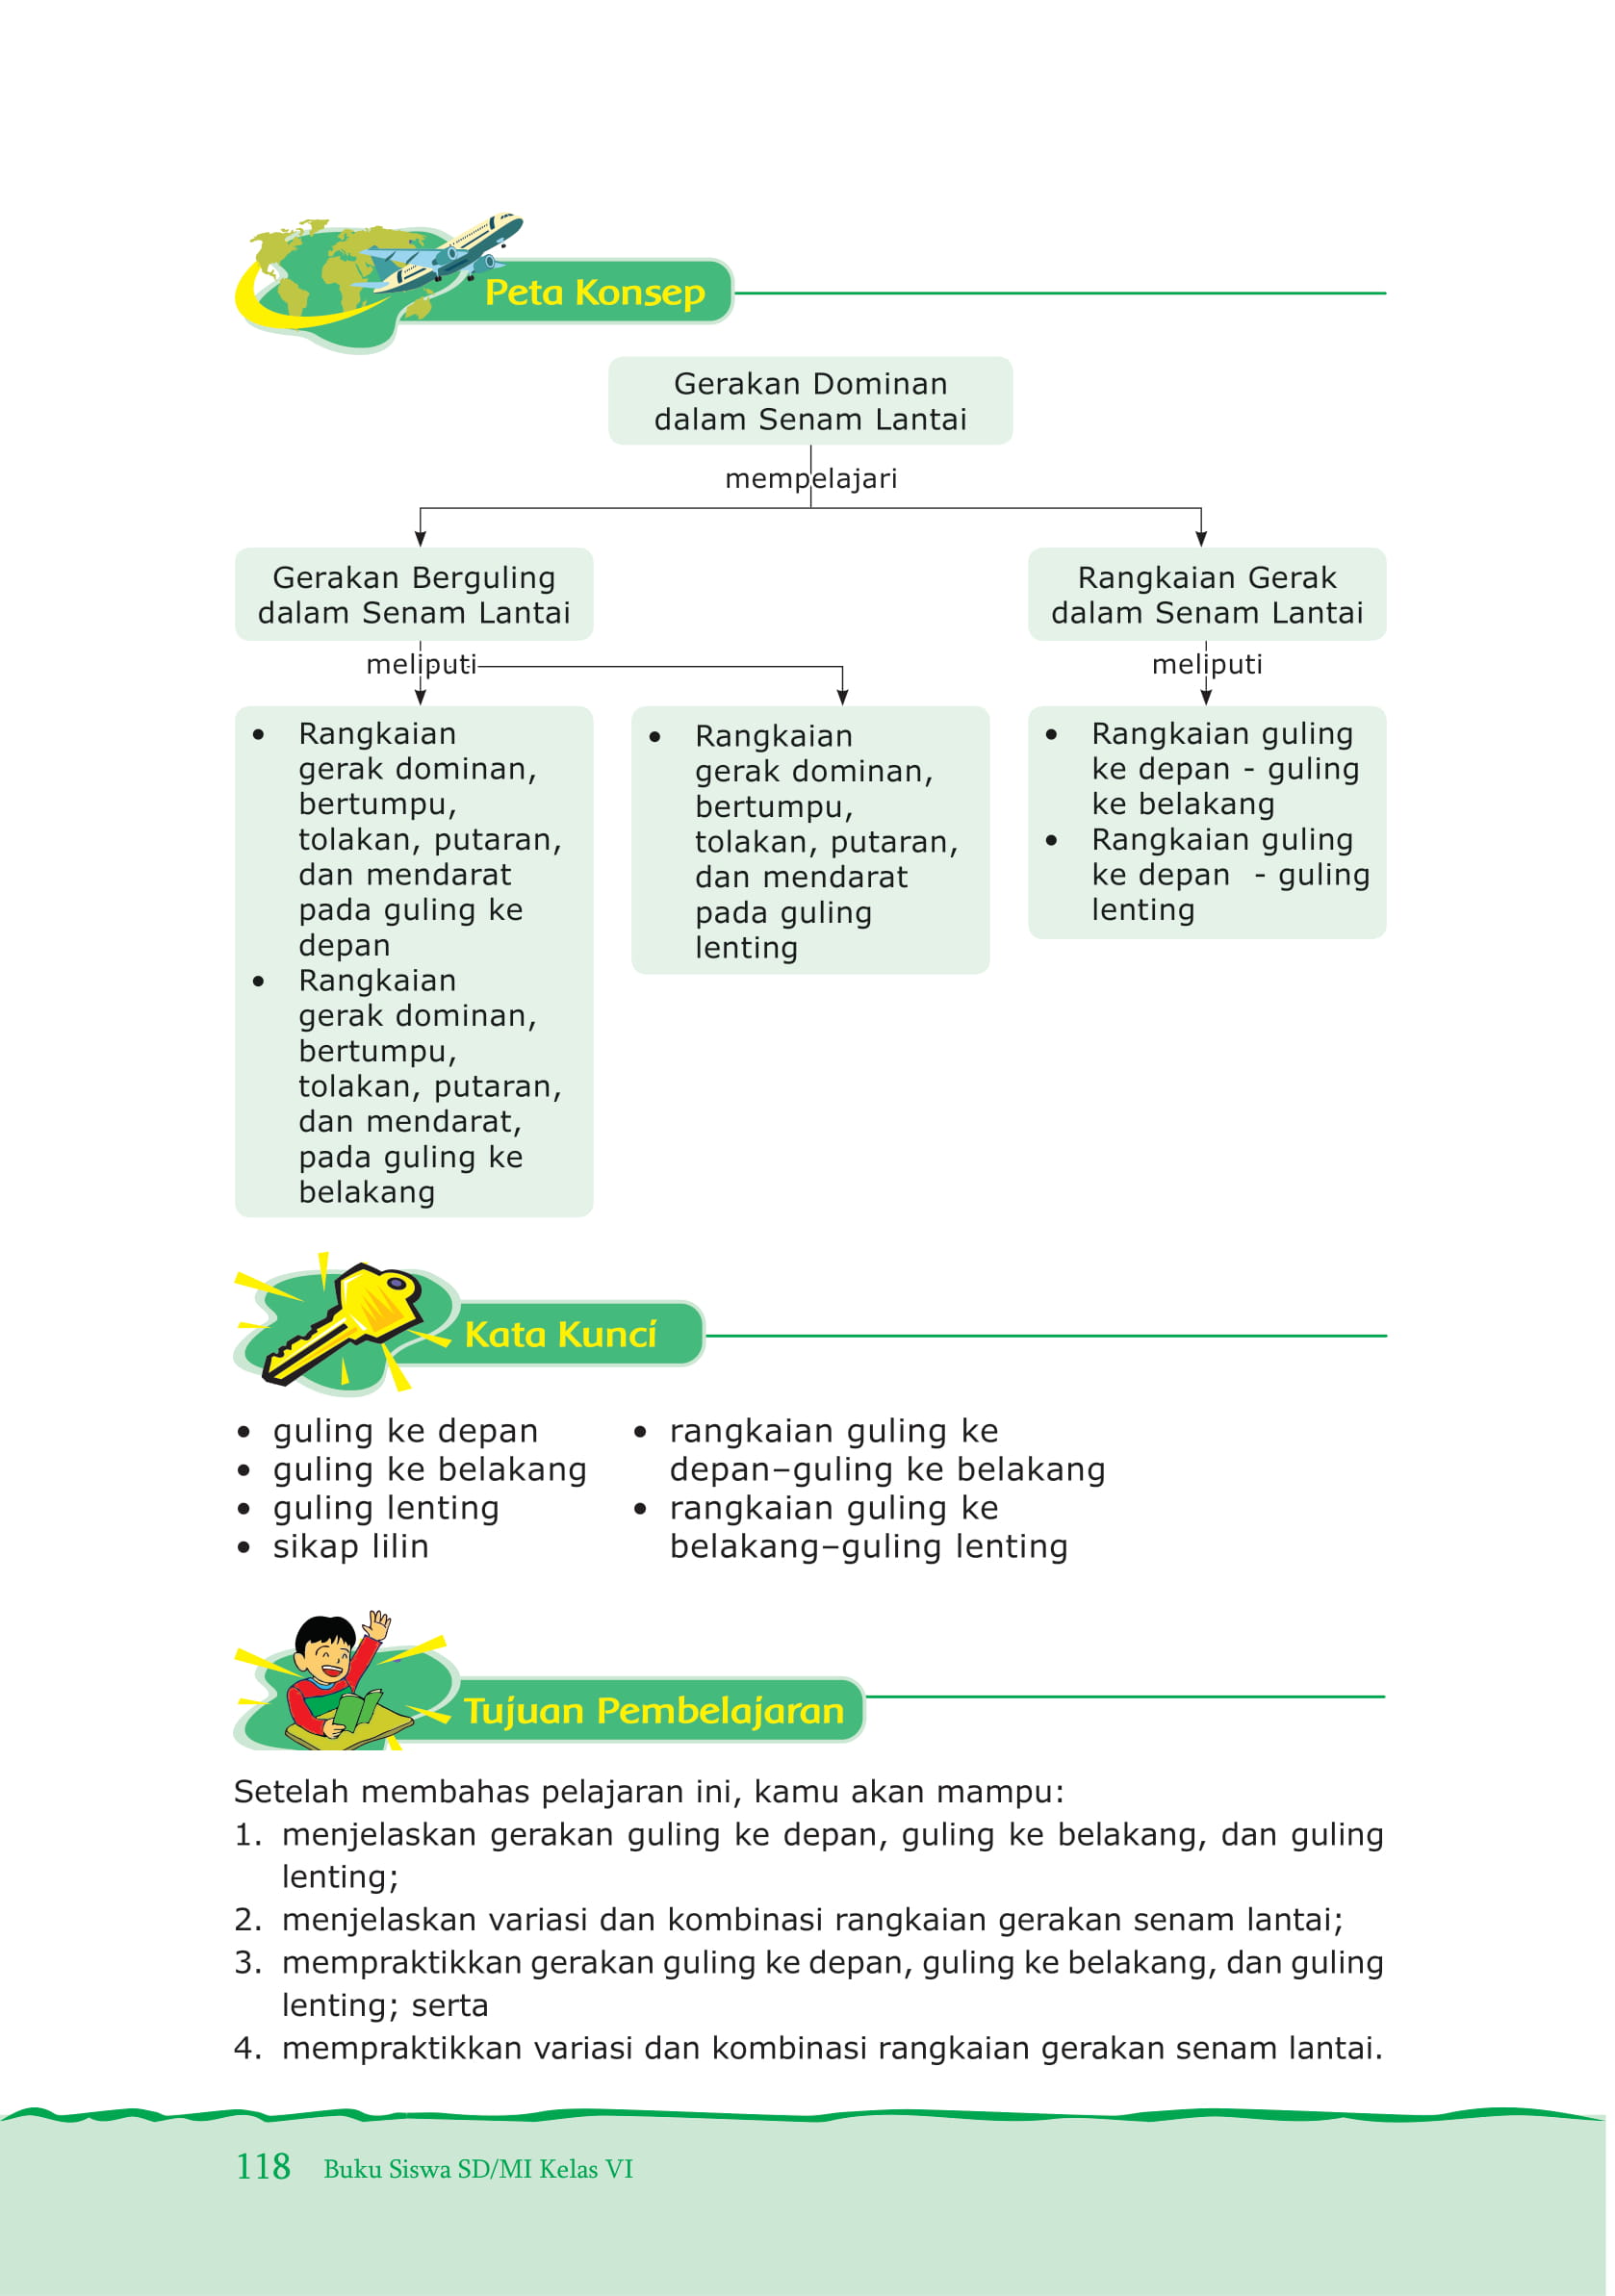 Peta Konsep
Gerakan Dominan
dalam Senam Lantai
mempelajari
Gerakan Berguling
dalam Senam Lantai
Rangkaian Gerak
dalam Senam Lantai
meliputi
meliputi
• Rangkaian
gerak dominan,
bertumpu,
tolakan, putaran,
dan mendarat
pada guling ke
depan
• Rangkaian
gerak dominan,
bertumpu,
tolakan, putaran,
dan mendarat,
pada guling ke
belakang
• Rangkaian
gerak dominan,
bertumpu,
tolakan, putaran,
dan mendarat
pada guling
lenting
• Rangkaian guling
ke depan - guling
ke belakang
• Rangkaian guling
ke depan - guling
lenting
Kata Kunci
• guling ke depan
• guling ke belakang
• guling lenting
• sikap lilin
• rangkaian guling ke
depan–guling ke belakang
• rangkaian guling ke
belakang–guling lenting
Tujuan Pembelajaran
Setelah membahas pelajaran ini, kamu akan mampu:
1. menjelaskan gerakan guling ke depan, guling ke belakang, dan guling
lenting;
2. menjelaskan variasi dan kombinasi rangkaian gerakan senam lantai;
3. mempraktikkan gerakan guling ke depan, guling ke belakang, dan guling
lenting; serta
4. mempraktikkan variasi dan kombinasi rangkaian gerakan senam lantai.
118 Buku Siswa SD/MI Kelas VI